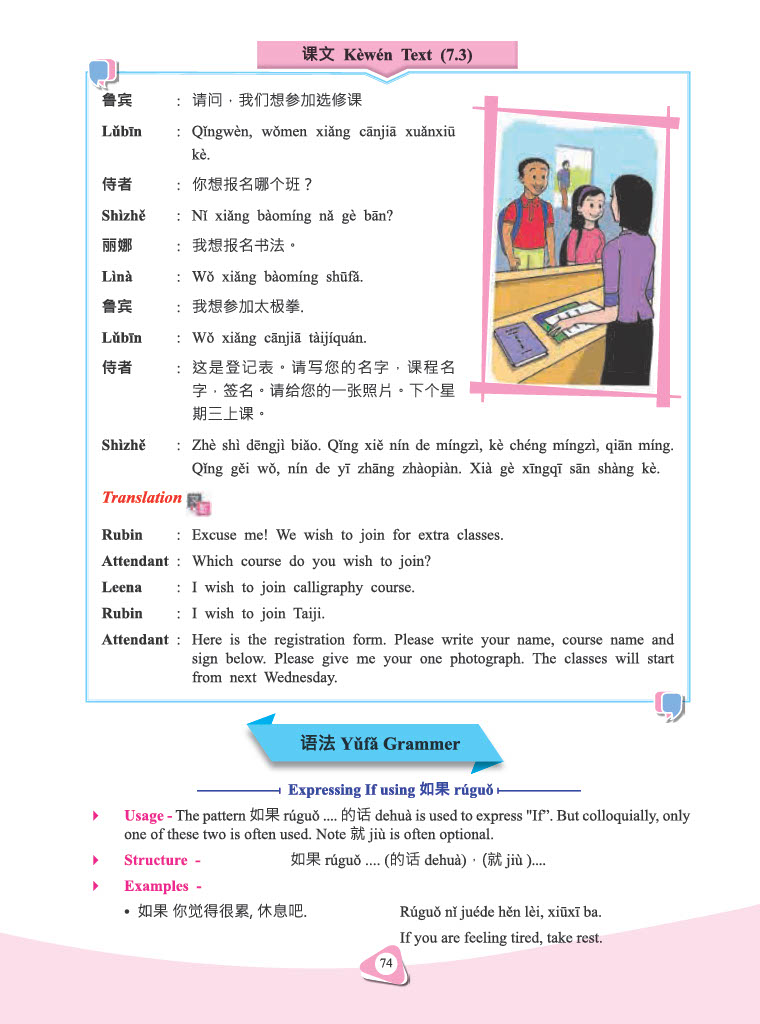 课文 Kèwén Text (7.3)
鲁宾 : 请问，我们想参加选修课
Lǔbīn : Qǐngwèn, wǒmen xiǎng cānjiā xuǎnxiū
kè.
侍者 : 你想报名哪个班？
Shìzhě : Nǐ xiǎng bàomíng nǎ gè bān?
丽娜 : 我想报名书法。
Lìnà : Wǒ xiǎng bàomíng shūfǎ.
鲁宾 : 我想参加太极拳.
Lǔbīn : Wǒ xiǎng cānjiā tàijíquán.
侍者 : 这是登记表。请写您的名字，课程名
字，签名。请给您的一张照片。下个星
期三上课。
Shìzhě : Zhè shì dēngjì biǎo. Qǐng xiě nín de míngzì, kè chéng míngzì, qiān míng.
Qǐng gěi wǒ, nín de yī zhāng zhàopiàn. Xià gè xīngqī sān shàng kè.
Translation
Rubin : Excuse me! We wish to join for extra classes.
Attendant : Which course do you wish to join?
Leena : I wish to join calligraphy course.
Rubin : I wish to join Taiji.
Attendant : Here is the registration form. Please write your name, course name and
sign below. Please give me your one photograph. The classes will start
from next Wednesday.
语法 Yǔfǎ Grammer
Expressing If using 如果 rúguǒ
Usage - The pattern 如果 rúguǒ .... 的话 dehuà is used to express "If”. But colloquially, only
one of these two is often used. Note 就 jiù is often optional.
Structure - 如果 rúguǒ .... (的话 dehuà)，(就 jiù )....
Examples -
• 如果 你觉得很累, 休息吧. Rúguǒ nǐ juéde hěn lèi, xiūxī ba.
If you are feeling tired, take rest.
74